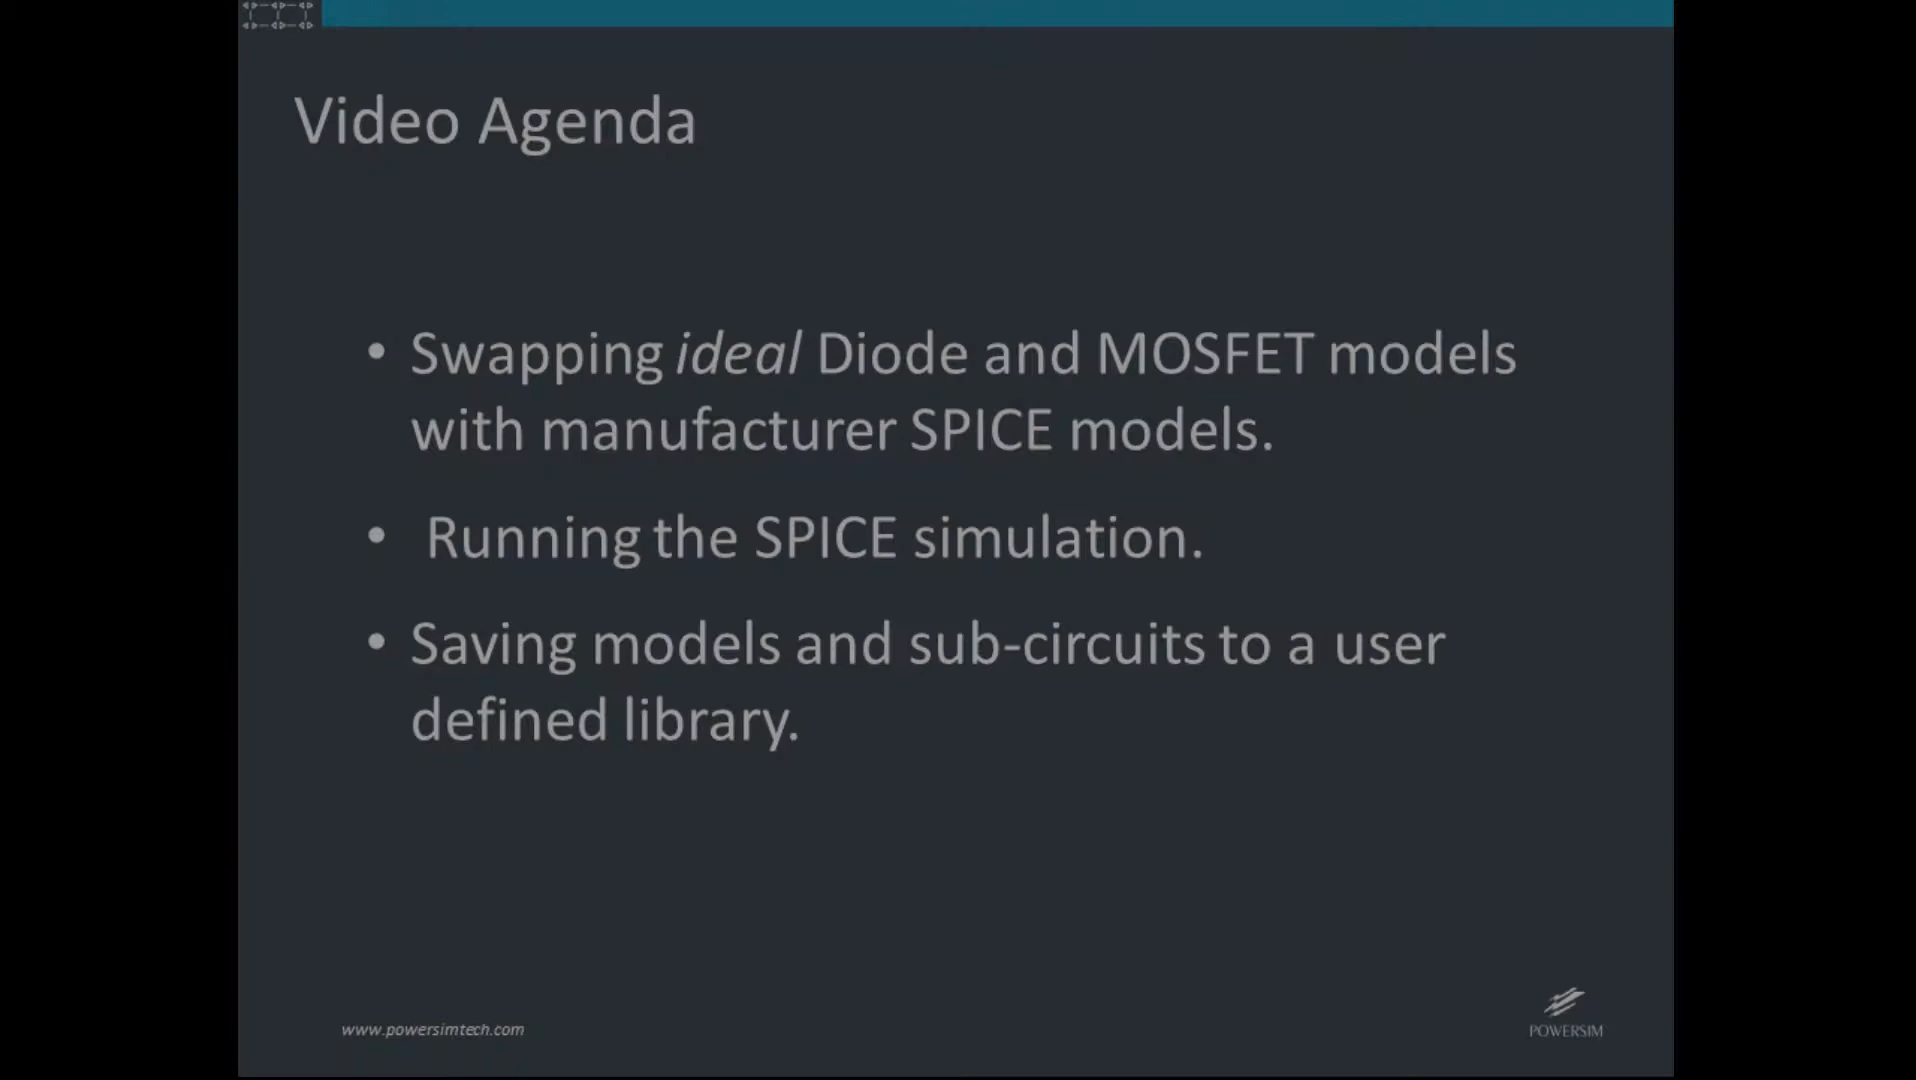 Video Agenda
• Swapping ideal Diode and MOSFET models
with manufacturer SPICE models.
• Running the SPICE simulation.
• Saving models and sub-circuits to a user
defined library.
www.powersimtech.com
POWERSIM